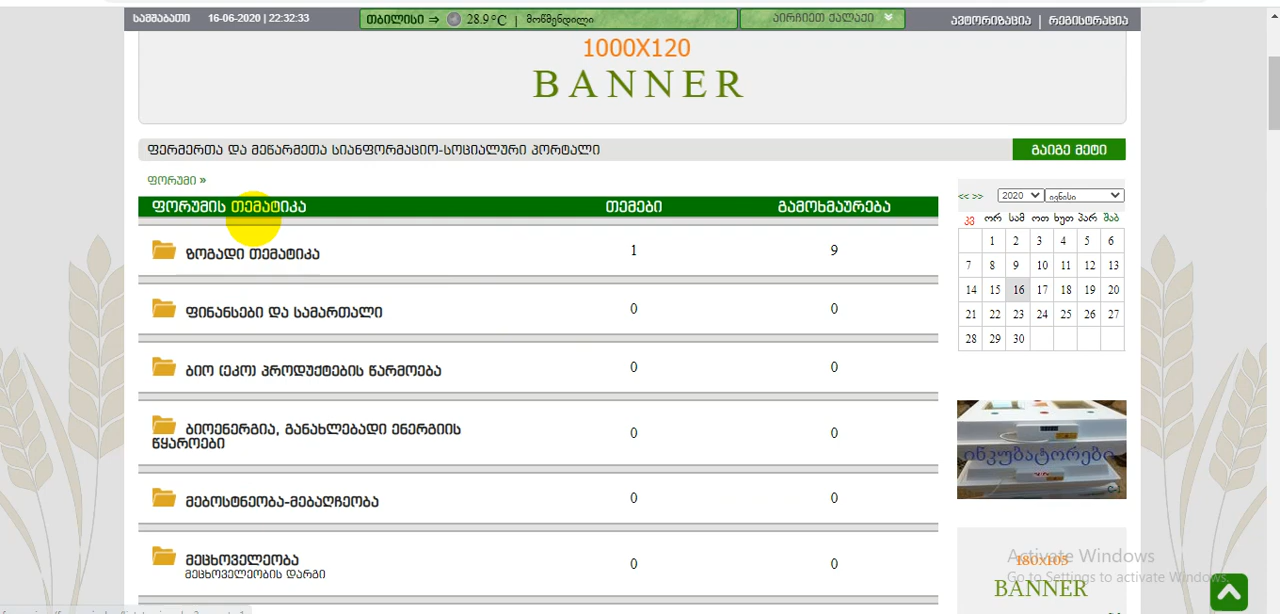 სამშაბათი 16-06-2020 | 22:32:33 თბილისი ⇒ 28.9 °C | მოწმენდილი აირჩიეთ ქალაქი ავტორიზაცია | რეგისტრაცია
1000X120
BANNER
ფერმერთა და მეწარმეთა საინფორმაციო-სოციალური პორტალი გაიგე მეტი
ფორუმი »
<< >> 2020 ივნისი
ფორუმის თემატიკა თემები გამოხმაურება
კვ ორ სამ ოთ ხუთ პარ შაბ
ზოგადი თემატიკა 1 9
1 2 3 4 5 6
7 8 9 10 11 12 13
14 15 16 17 18 19 20
21 22 23 24 25 26 27
28 29 30
ფინანსები და სამართალი 0 0
ბიო (ეკო) პროდუქტების წარმოება 0 0
ბიოენერგია, განახლებადი ენერგიის
წყაროები 0 0
ინკუბატორები
მებოსტნეობა-მებაღჩეობა 0 0
მეცხოველეობა 0 0
მეცხოველეობის დარგი
180x105
BANNER
Activate Windows
Go to Settings to activate Windows.